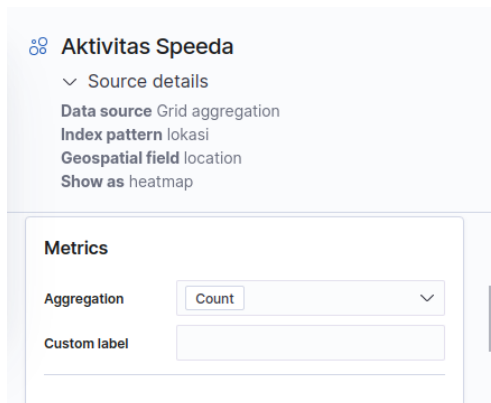 Aktivitas Speeda
Source details
Data source Grid aggregation
Index pattern lokasi
Geospatial field location
Show as heatmap
Metrics
Aggregation Count
Custom label